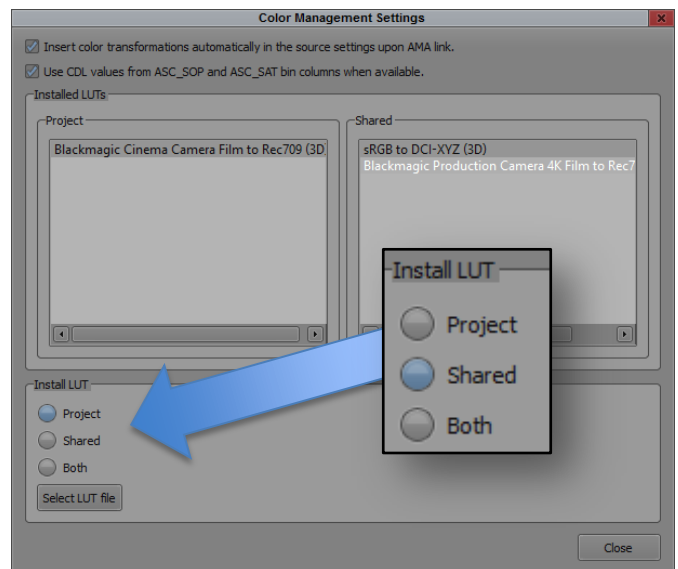 Color Management Settings
Insert color transformations automatically in the source settings upon AMA link.
Use CDL values from ASC_SOP and ASC_SAT bin columns when available.
Installed LUTs
Project
Blackmagic Cinema Camera Film to Rec709 (3D
Shared
sRGB to DCI-XYZ (3D)
Blackmagic Production Camera 4K Film to Rec7
Install LUT
Project
Shared
Both
Install LUT
Project
Shared
Both
Select LUT file
Close